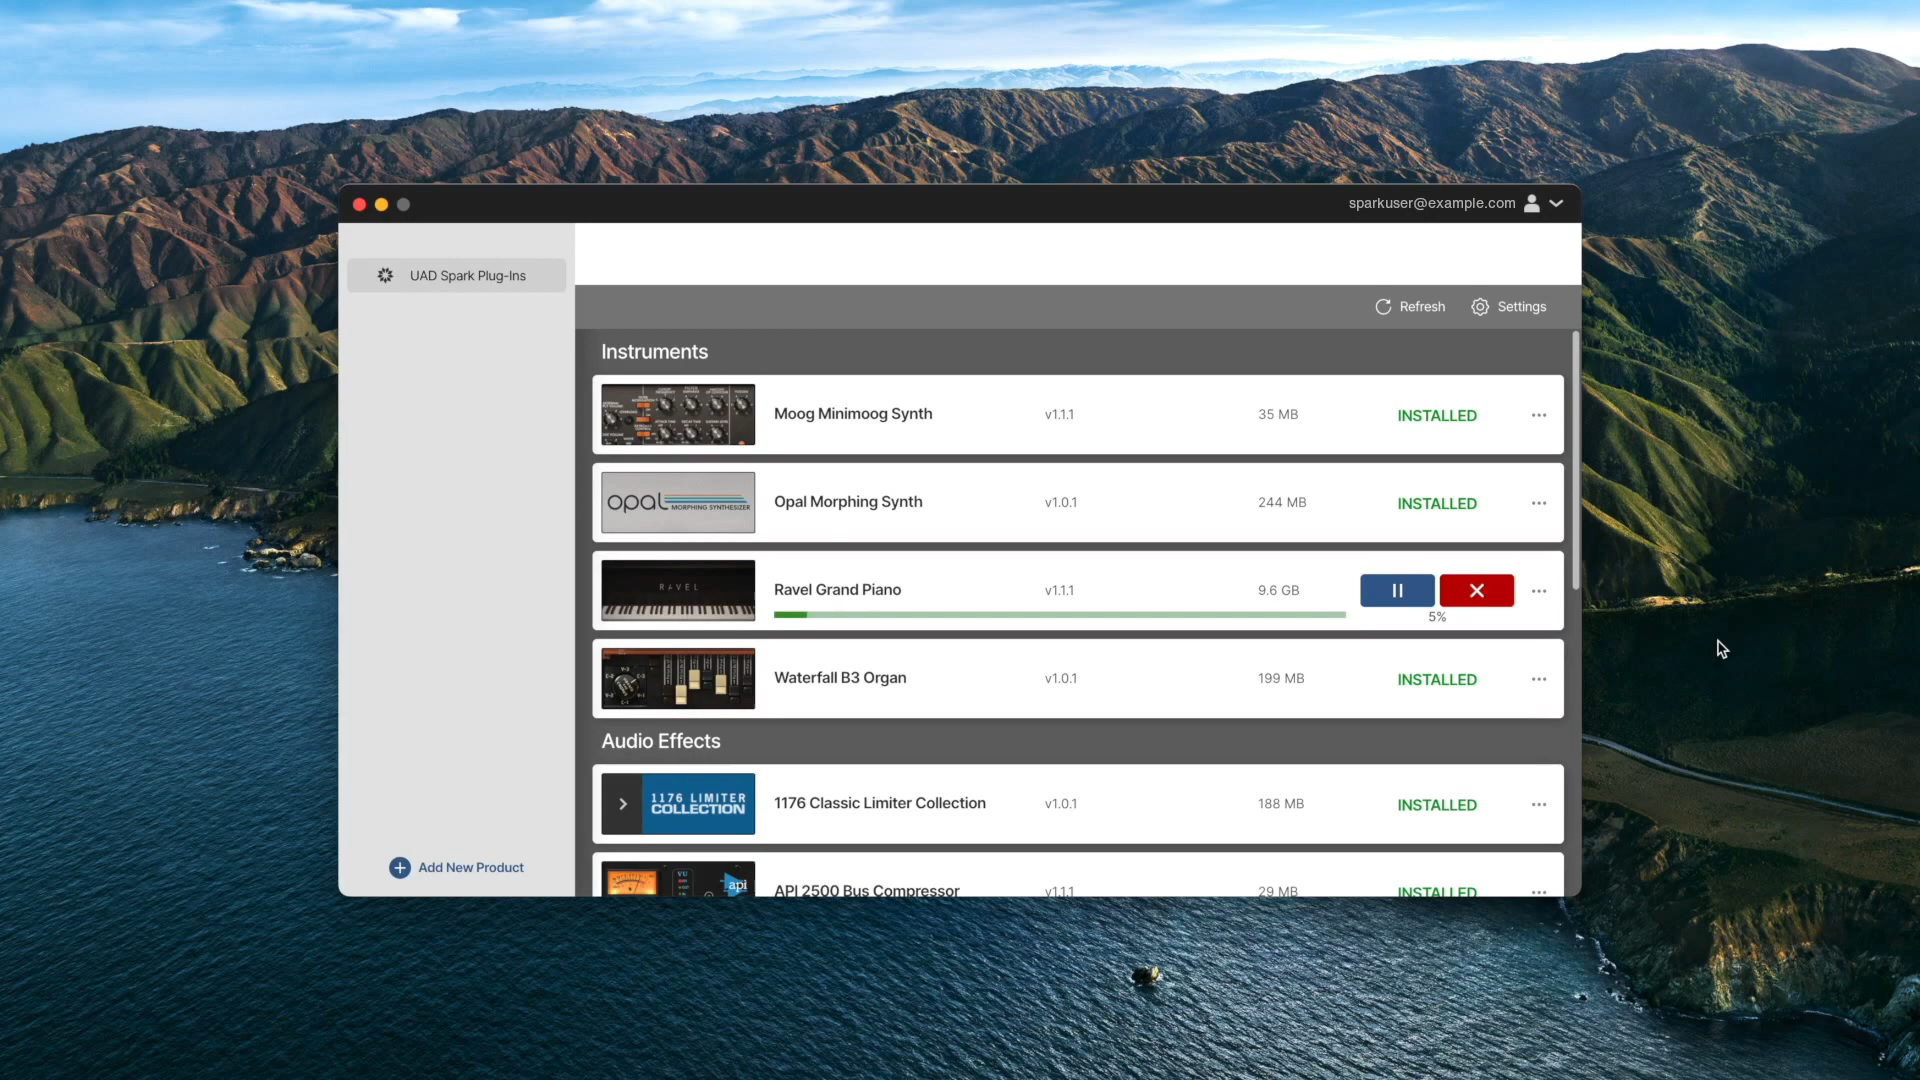 sparkuser@example.com
UAD Spark Plug-Ins
Refresh
Settings
Instruments
Moog Minimoog Synth
v1.1.1
35 MB
INSTALLED
opal
MORPHING SYNTHESIZER
Opal Morphing Synth
v1.0.1
244 MB
INSTALLED
RAVEL
Ravel Grand Piano
v1.1.1
9.6 GB
5%
Waterfall B3 Organ
v1.0.1
199 MB
INSTALLED
Audio Effects
1176 LIMITER
COLLECTION
1176 Classic Limiter Collection
v1.0.1
188 MB
INSTALLED
VU
api
API 2500 Bus Compressor
v1.1.1
29 MB
INSTALLED
Add New Product